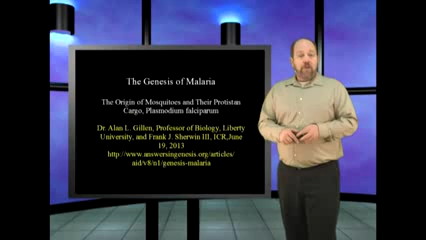 The Genesis of Malaria
The Origin of Mosquitoes and Their Protistan
Cargo, Plasmodium falciparum
Dr. Alan L. Gillen, Professor of Biology, Liberty
University, and Frank J. Sherwin III, ICR,June
19, 2013
http://www.answersingenesis.org/articles/
aid/v8/n1/genesis-malaria